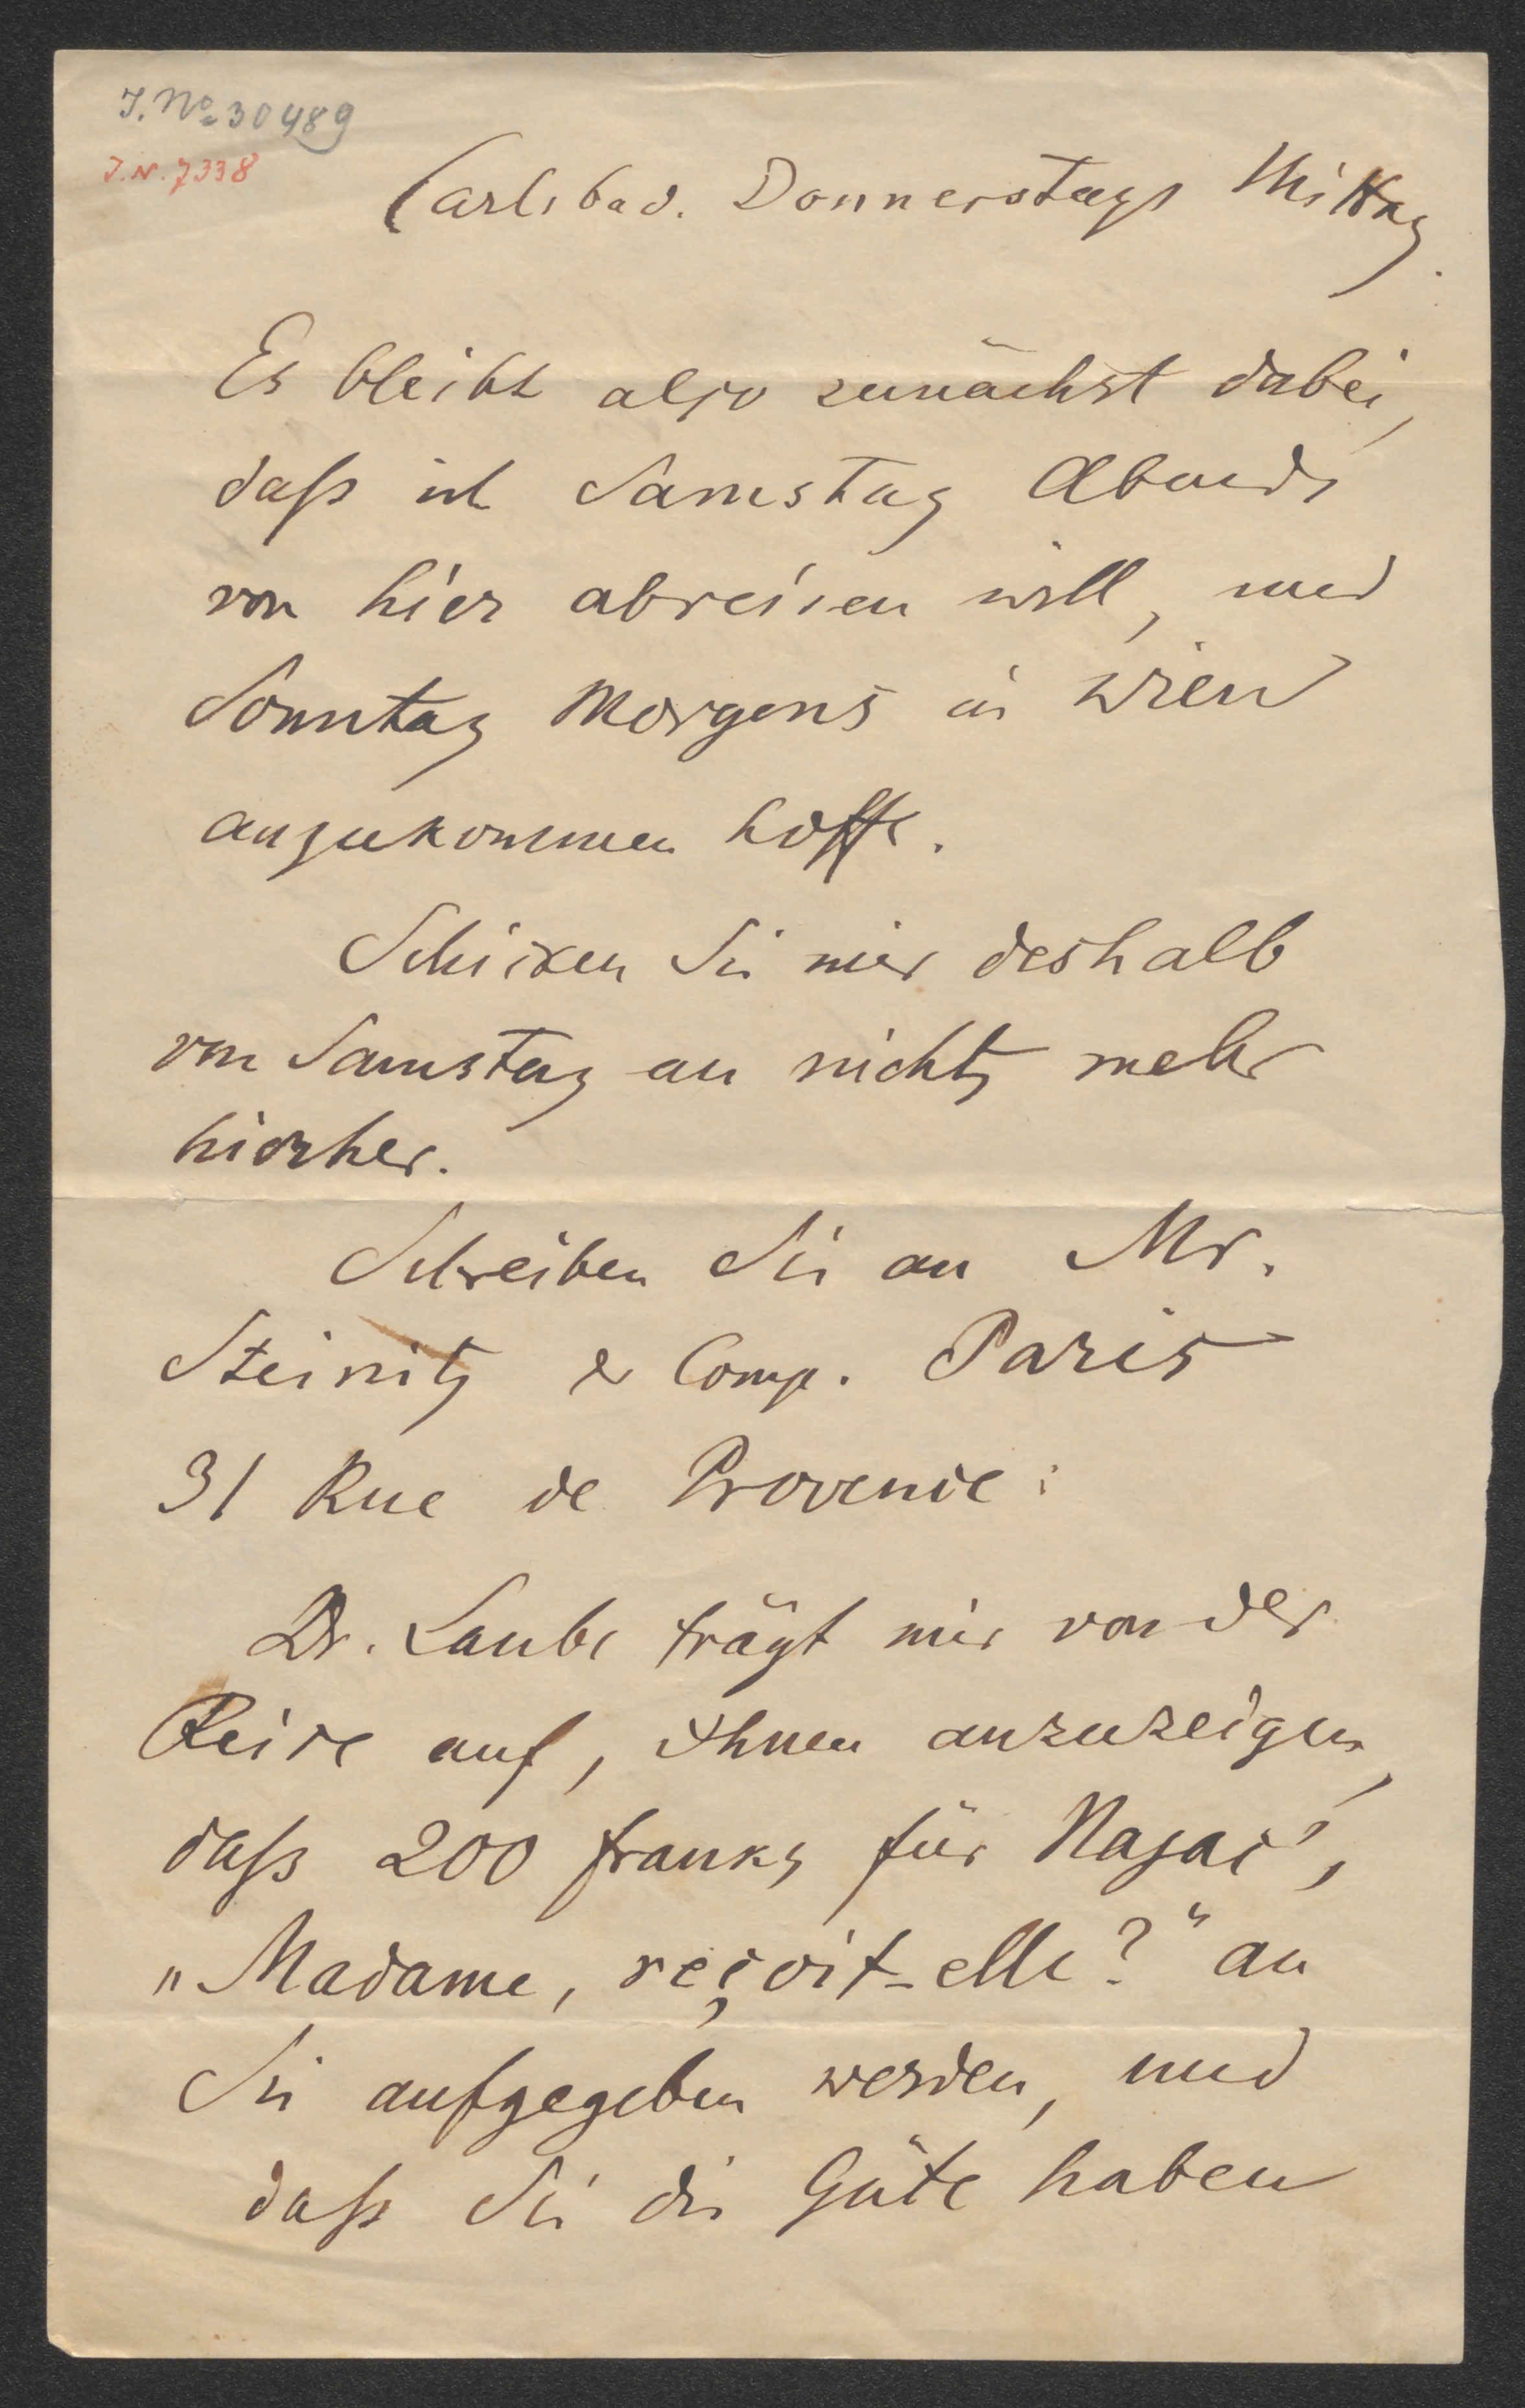 J. No. 30489
J.N. 7338
Carlsbad. Donnerstags Mittag.
Es bleibt also zunächst dabei,
daß ich Samstag Abends
von hier abreisen will, und
Sonntag Morgens in Wien
anzukommen hoffe.
Schicken Sie mir deshalb
von Samstag an nichts mehr
hierher.
Schreiben Sie an Mr.
Steinitz & Comp. Paris
31 Rue de Provence:
Dr. Laube trägt mir von der
Reise auf, Ihnen anzuzeigen,
daß 200 franks für Najac's,
„Madame, reçoit-elle?“ an
Sie aufgegeben werden, und
daß Sie die Güte haben